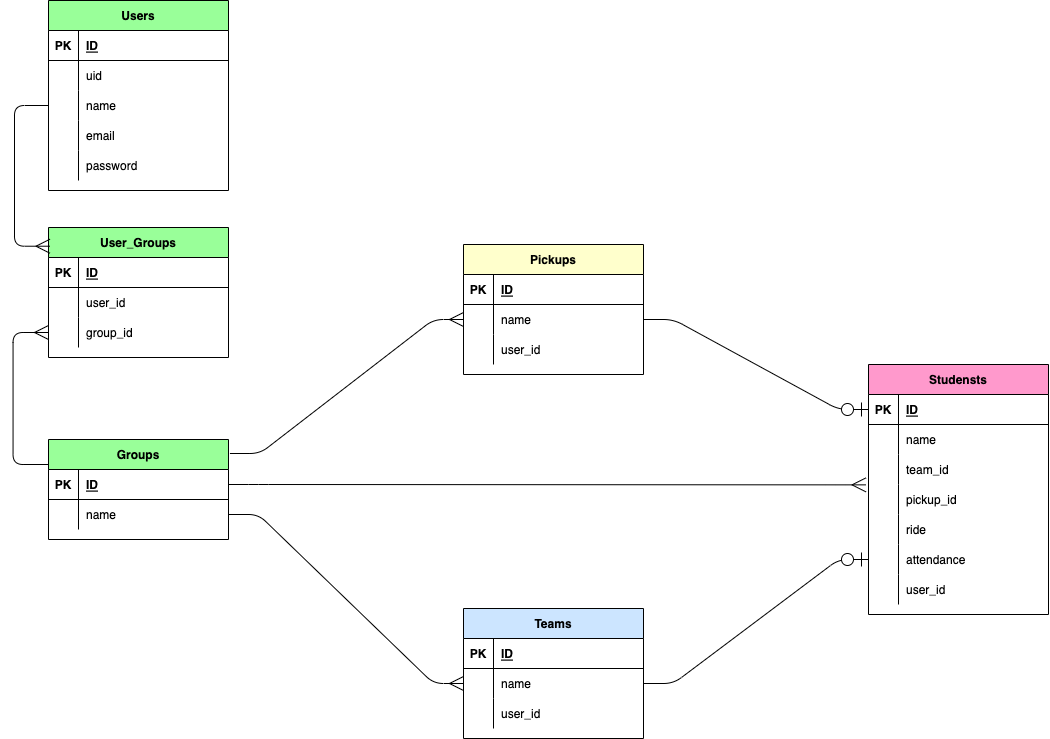 Users
PK ID
uid
name
email
password
User_Groups
PK ID
user_id
group_id
Groups
PK ID
name
Pickups
PK ID
name
user_id
Teams
PK ID
name
user_id
Studensts
PK ID
name
team_id
pickup_id
ride
attendance
user_id